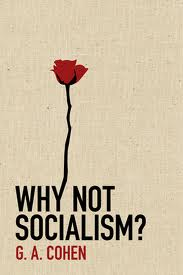 WHY NOT
SOCIALISM?
G. A. COHEN